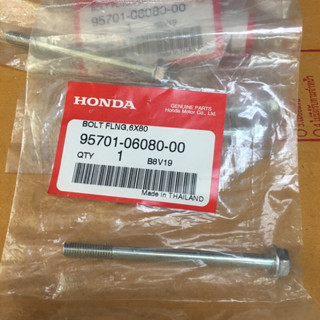 06080-00
HONDA
GENUINE PARTS
Honda Motor Co., Ltd.
BOLT FLNG,6X80
95701-06080-00
QTY 1 B8V19
Made in THAILAND